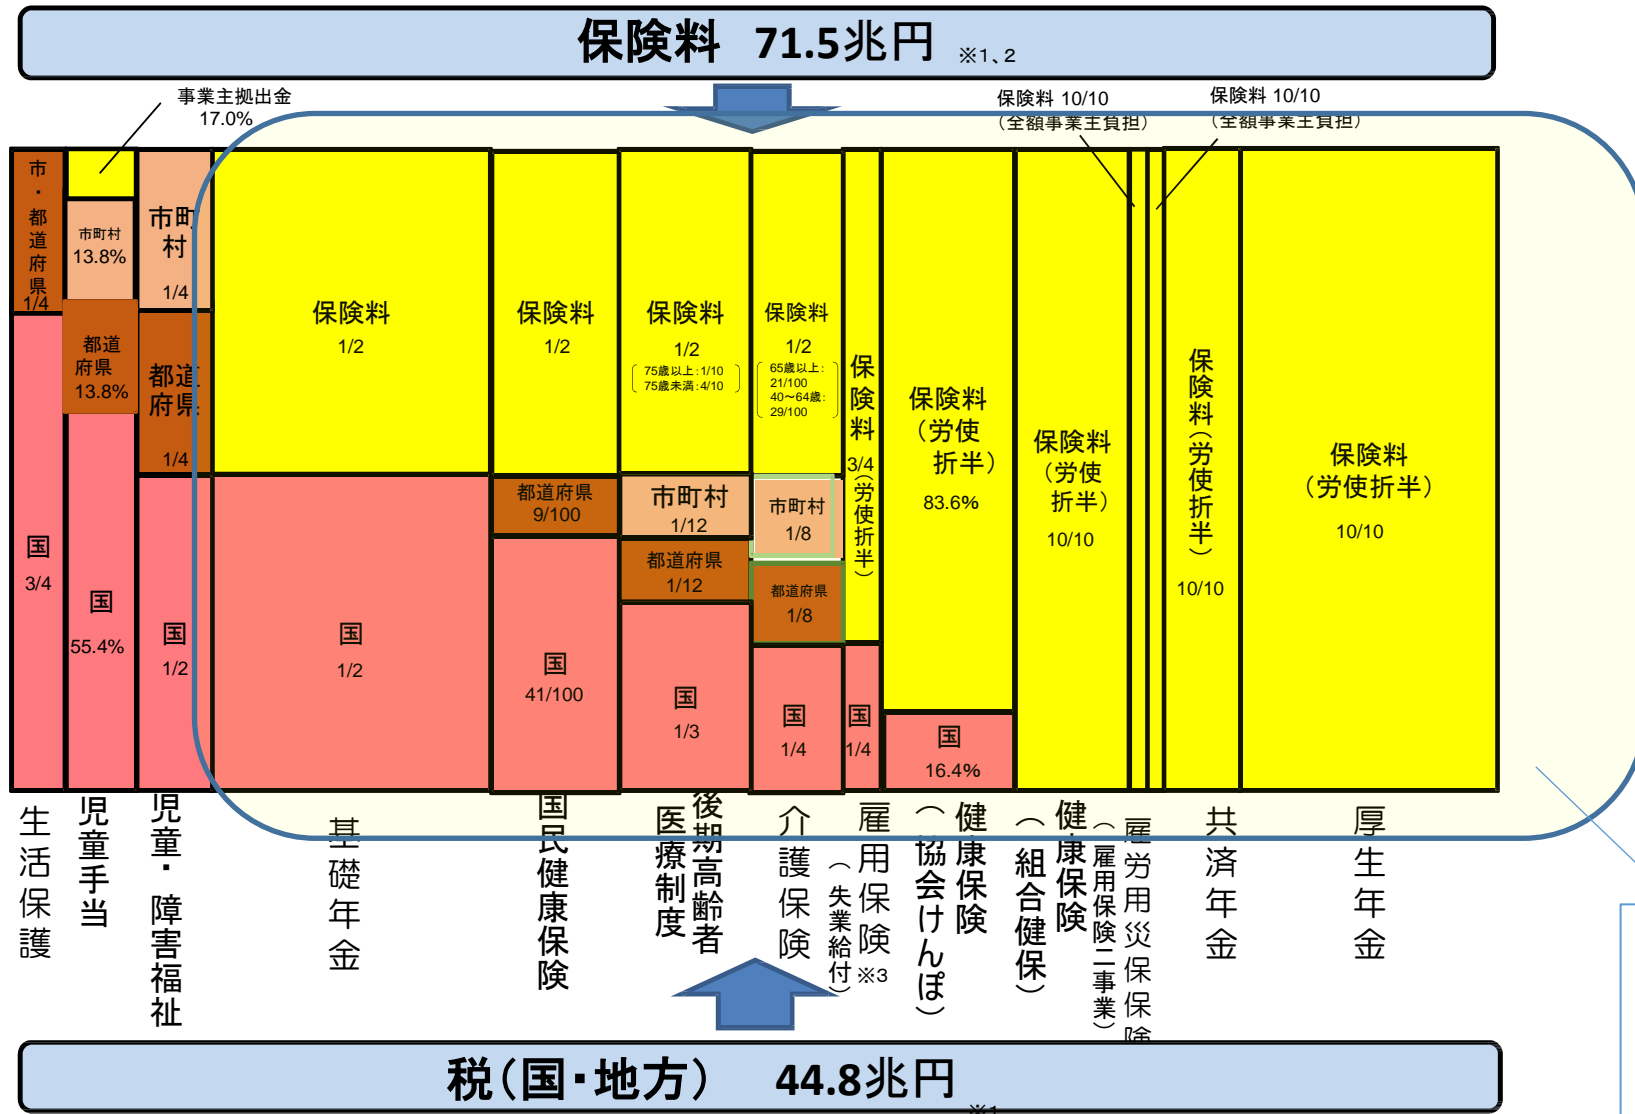 保険料 71.5兆円 ※1、2
事業主拠出金
17.0%
保険料 10/10
（全額事業主負担）
保険料 10/10
（全額事業主負担）
市・都道府県
1/4
国
3/4
市町村
13.8%
都道
府県
13.8%
国
55.4%
市町
村
1/4
都道
府県
1/4
国
1/2
保険料
1/2
国
1/2
保険料
1/2
都道府県
9/100
国
41/100
保険料
1/2
75歳以上：1/10
75歳未満：4/10
市町村
1/12
都道府県
1/12
国
1/3
保険料
1/2
65歳以上：
21/100
40～64歳：
29/100
市町村
1/8
都道府県
1/8
国
1/4
保険料
3/4
（労使折半）
国
1/4
保険料
（労使
折半）
83.6%
国
16.4%
保険料
（労使
折半）
10/10
保険料（労使折半）
10/10
保険料
（労使折半）
10/10
生活保護
児童手当
児童・障害福祉
基礎年金
国民健康保険
後期高齢者
医療制度
介護保険
雇用保険※3
（失業給付）
健康保険
（協会けんぽ）
健康保険
（組合健保）
雇用保険
（雇用保険二事業）
労災保険
共済年金
厚生年金
税（国・地方） 44.8兆円
※1